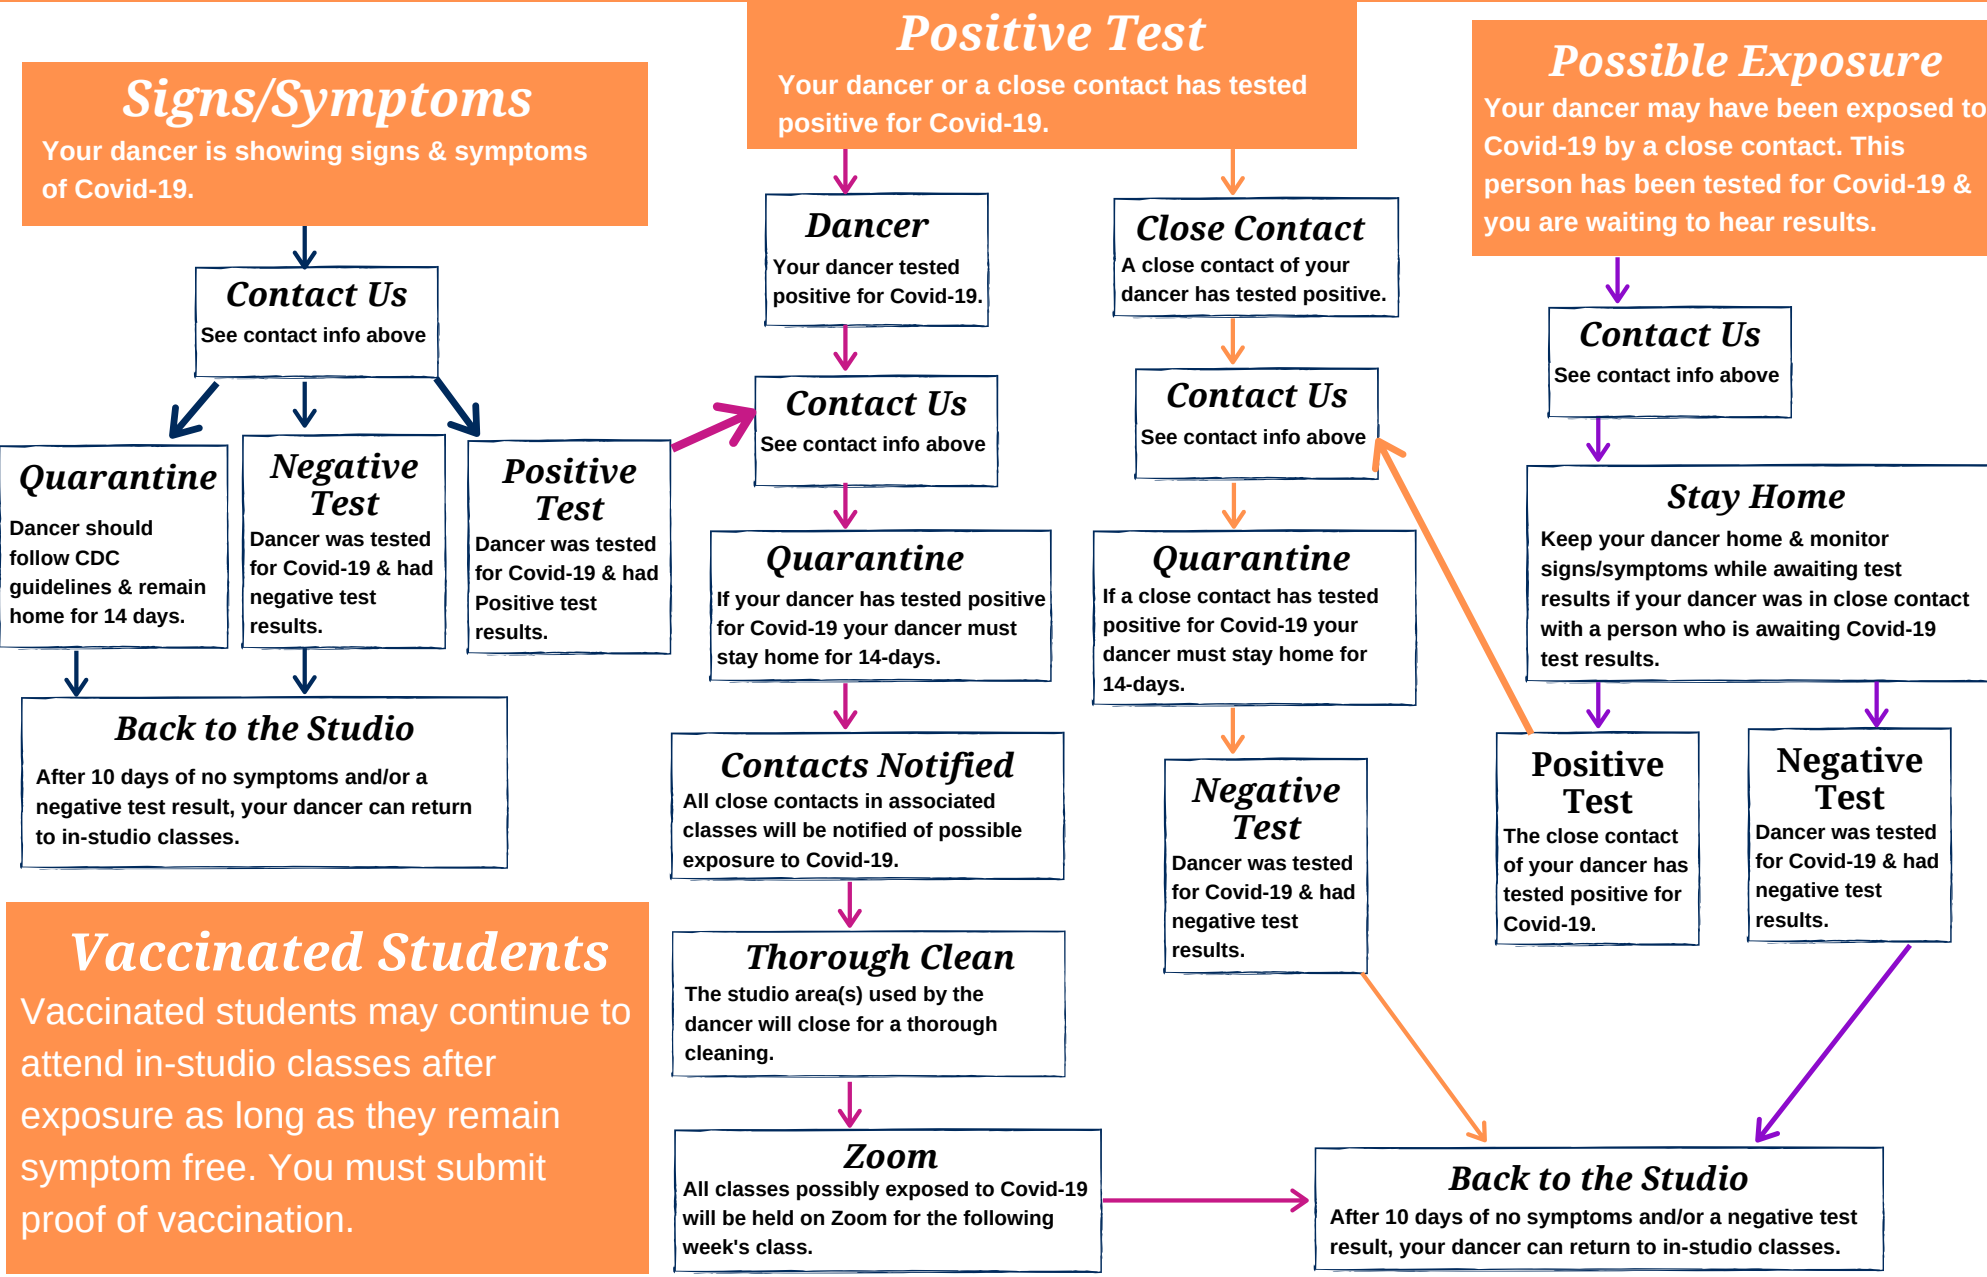 Signs/Symptoms
Your dancer is showing signs & symptoms
of Covid-19.
Contact Us
See contact info above
Quarantine
Dancer should
follow CDC
guidelines & remain
home for 14 days.
Negative
Test
Dancer was tested
for Covid-19 & had
negative test
results.
Positive
Test
Dancer was tested
for Covid-19 & had
Positive test
results.
Back to the Studio
After 10 days of no symptoms and/or a
negative test result, your dancer can return
to in-studio classes.
Vaccinated Students
Vaccinated students may continue to
attend in-studio classes after
exposure as long as they remain
symptom free. You must submit
proof of vaccination.
Positive Test
Your dancer or a close contact has tested
positive for Covid-19.
Dancer
Your dancer tested
positive for Covid-19.
Contact Us
See contact info above
Quarantine
If your dancer has tested positive
for Covid-19 your dancer must
stay home for 14-days.
Contacts Notified
All close contacts in associated
classes will be notified of possible
exposure to Covid-19.
Thorough Clean
The studio area(s) used by the
dancer will close for a thorough
cleaning.
Zoom
All classes possibly exposed to Covid-19
will be held on Zoom for the following
week's class.
Close Contact
A close contact of your
dancer has tested positive.
Contact Us
See contact info above
Quarantine
If a close contact has tested
positive for Covid-19 your
dancer must stay home for
14-days.
Negative
Test
Dancer was tested
for Covid-19 & had
negative test
results.
Possible Exposure
Your dancer may have been exposed to
Covid-19 by a close contact. This
person has been tested for Covid-19 &
you are waiting to hear results.
Contact Us
See contact info above
Stay Home
Keep your dancer home & monitor
signs/symptoms while awaiting test
results if your dancer was in close contact
with a person who is awaiting Covid-19
test results.
Positive
Test
The close contact
of your dancer has
tested positive for
Covid-19.
Negative
Test
Dancer was tested
for Covid-19 & had
negative test
results.
Back to the Studio
After 10 days of no symptoms and/or a negative test
result, your dancer can return to in-studio classes.